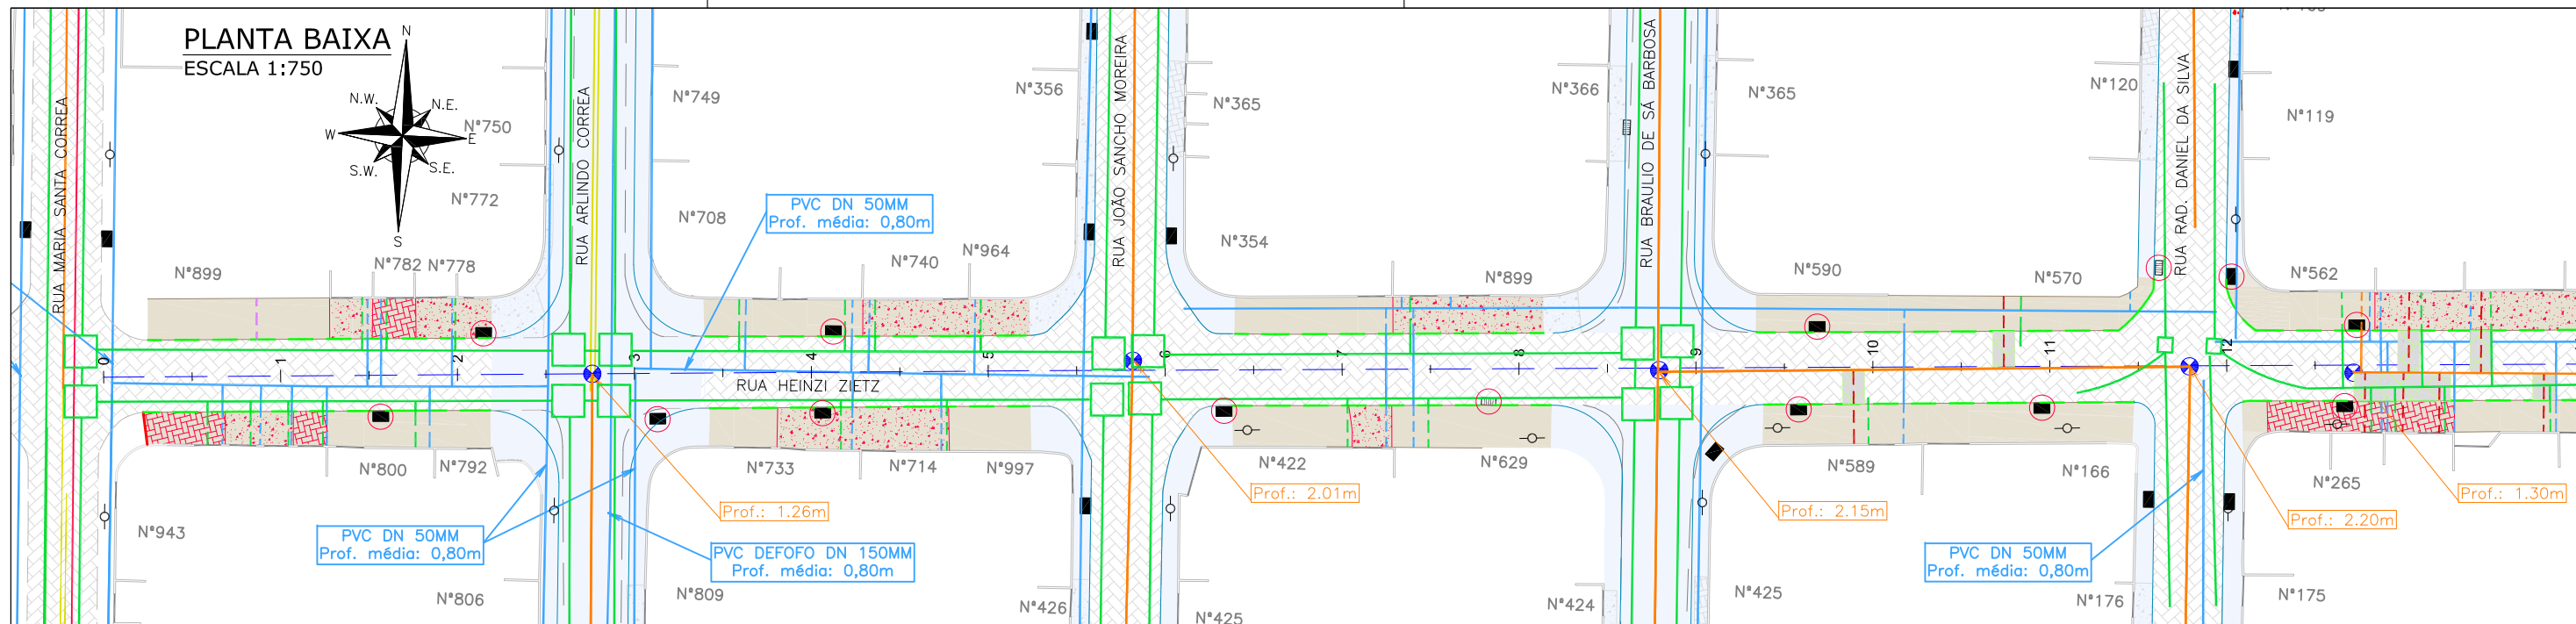 PLANTA BAIXA
ESCALA 1:750
N
N.W.
N.E.
W
E
S.W.
S.E.
S
RUA MARIA SANTA CORREA
RUA ARLINDO CORREA
RUA JOÃO SANCHO MOREIRA
RUA BRAULIO DE SÁ BARBOSA
RUA RAD. DANIEL DA SILVA
N°750
N°772
N°749
N°708
N°356
N°365
N°354
N°366
N°365
N°120
N°119
N°899
N°782
N°778
N°740
N°964
N°899
N°590
N°570
N°562
PVC DN 50MM
Prof. média: 0,80m
0
1
2
3
4
5
6
7
8
9
10
11
12
RUA HEINZI ZIETZ
N°800
N°792
N°733
N°714
N°997
N°422
N°629
N°589
N°166
N°265
Prof.: 1.26m
Prof.: 2.01m
Prof.: 2.15m
Prof.: 2.20m
Prof.: 1.30m
N°943
PVC DN 50MM
Prof. média: 0,80m
PVC DEFOFO DN 150MM
Prof. média: 0,80m
PVC DN 50MM
Prof. média: 0,80m
N°806
N°809
N°426
N°425
N°424
N°425
N°176
N°175